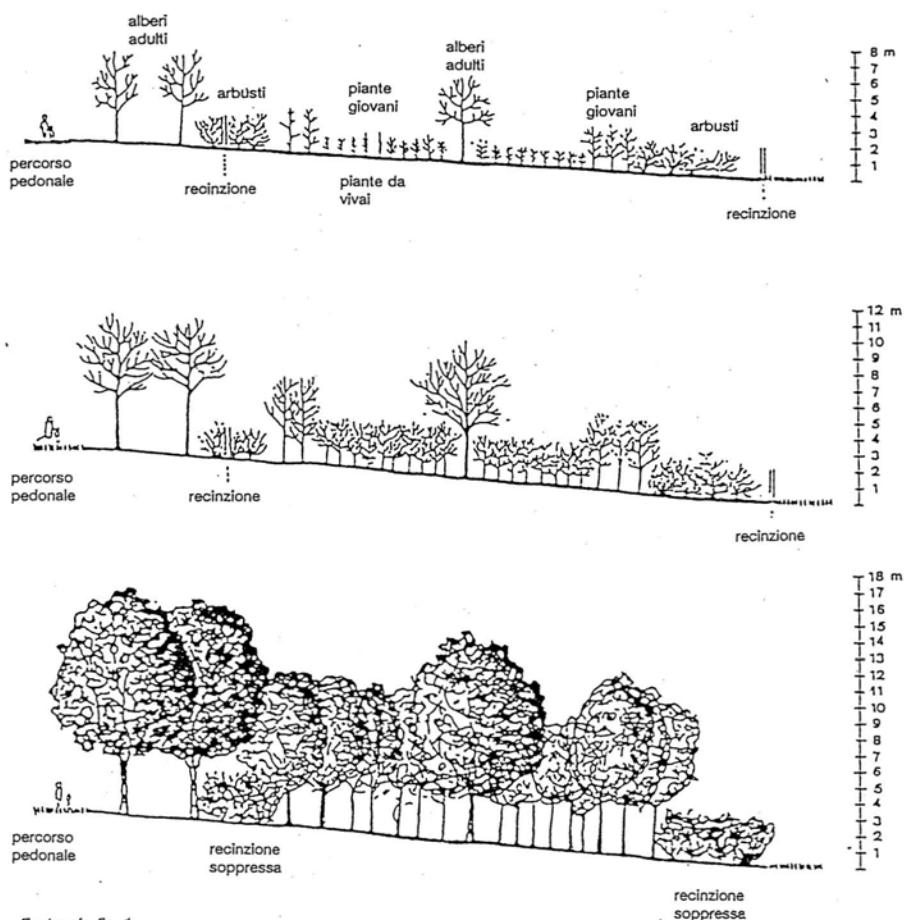 alberi
adulti
arbusti
piante
giovani
alberi
adulti
piante
giovani
arbusti
8 m
7
6
5
4
3
2
1
percorso
pedonale
recinzione
piante da
vivai
recinzione
12 m
11
10
9
8
7
6
5
4
3
2
1
percorso
pedonale
recinzione
recinzione
18 m
17
16
15
14
13
12
11
10
9
8
7
6
5
4
3
2
1
percorso
pedonale
recinzione
soppressa
recinzione
soppressa